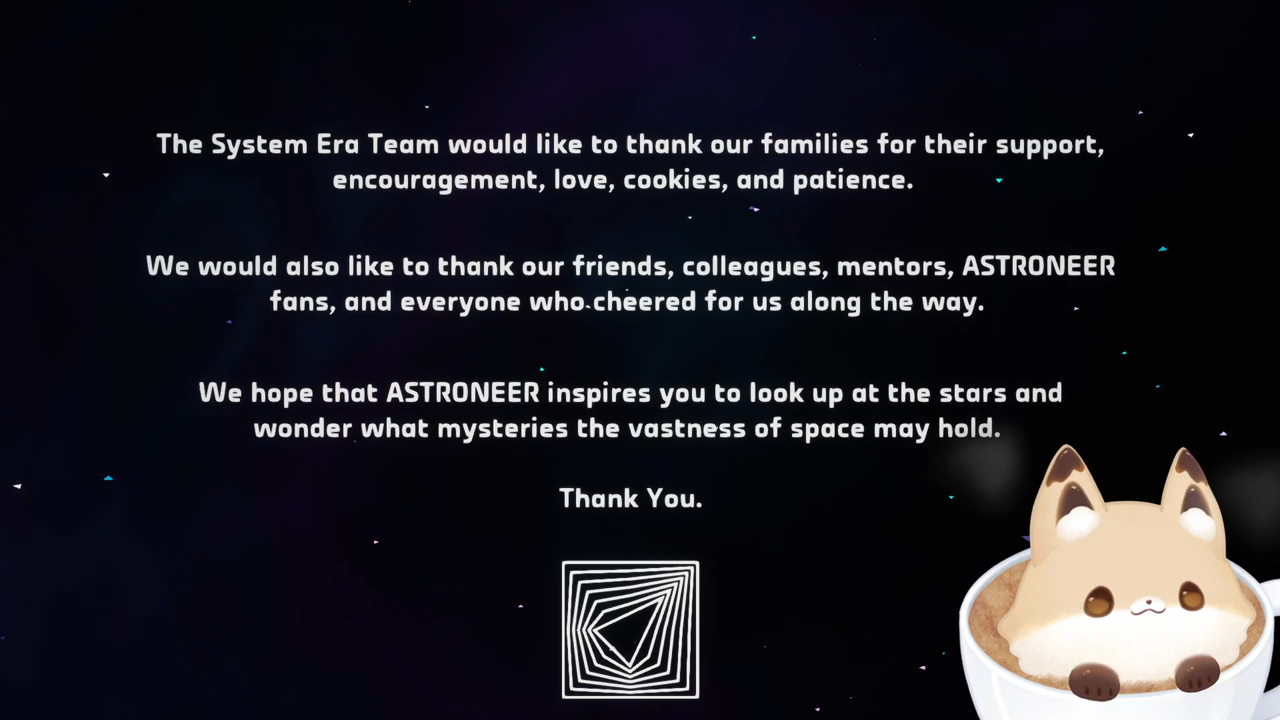 The System Era Team would like to thank our families for their support,
encouragement, love, cookies, and patience.
We would also like to thank our friends, colleagues, mentors, ASTRONEER
fans, and everyone who cheered for us along the way.
We hope that ASTRONEER inspires you to look up at the stars and
wonder what mysteries the vastness of space may hold.
Thank You.